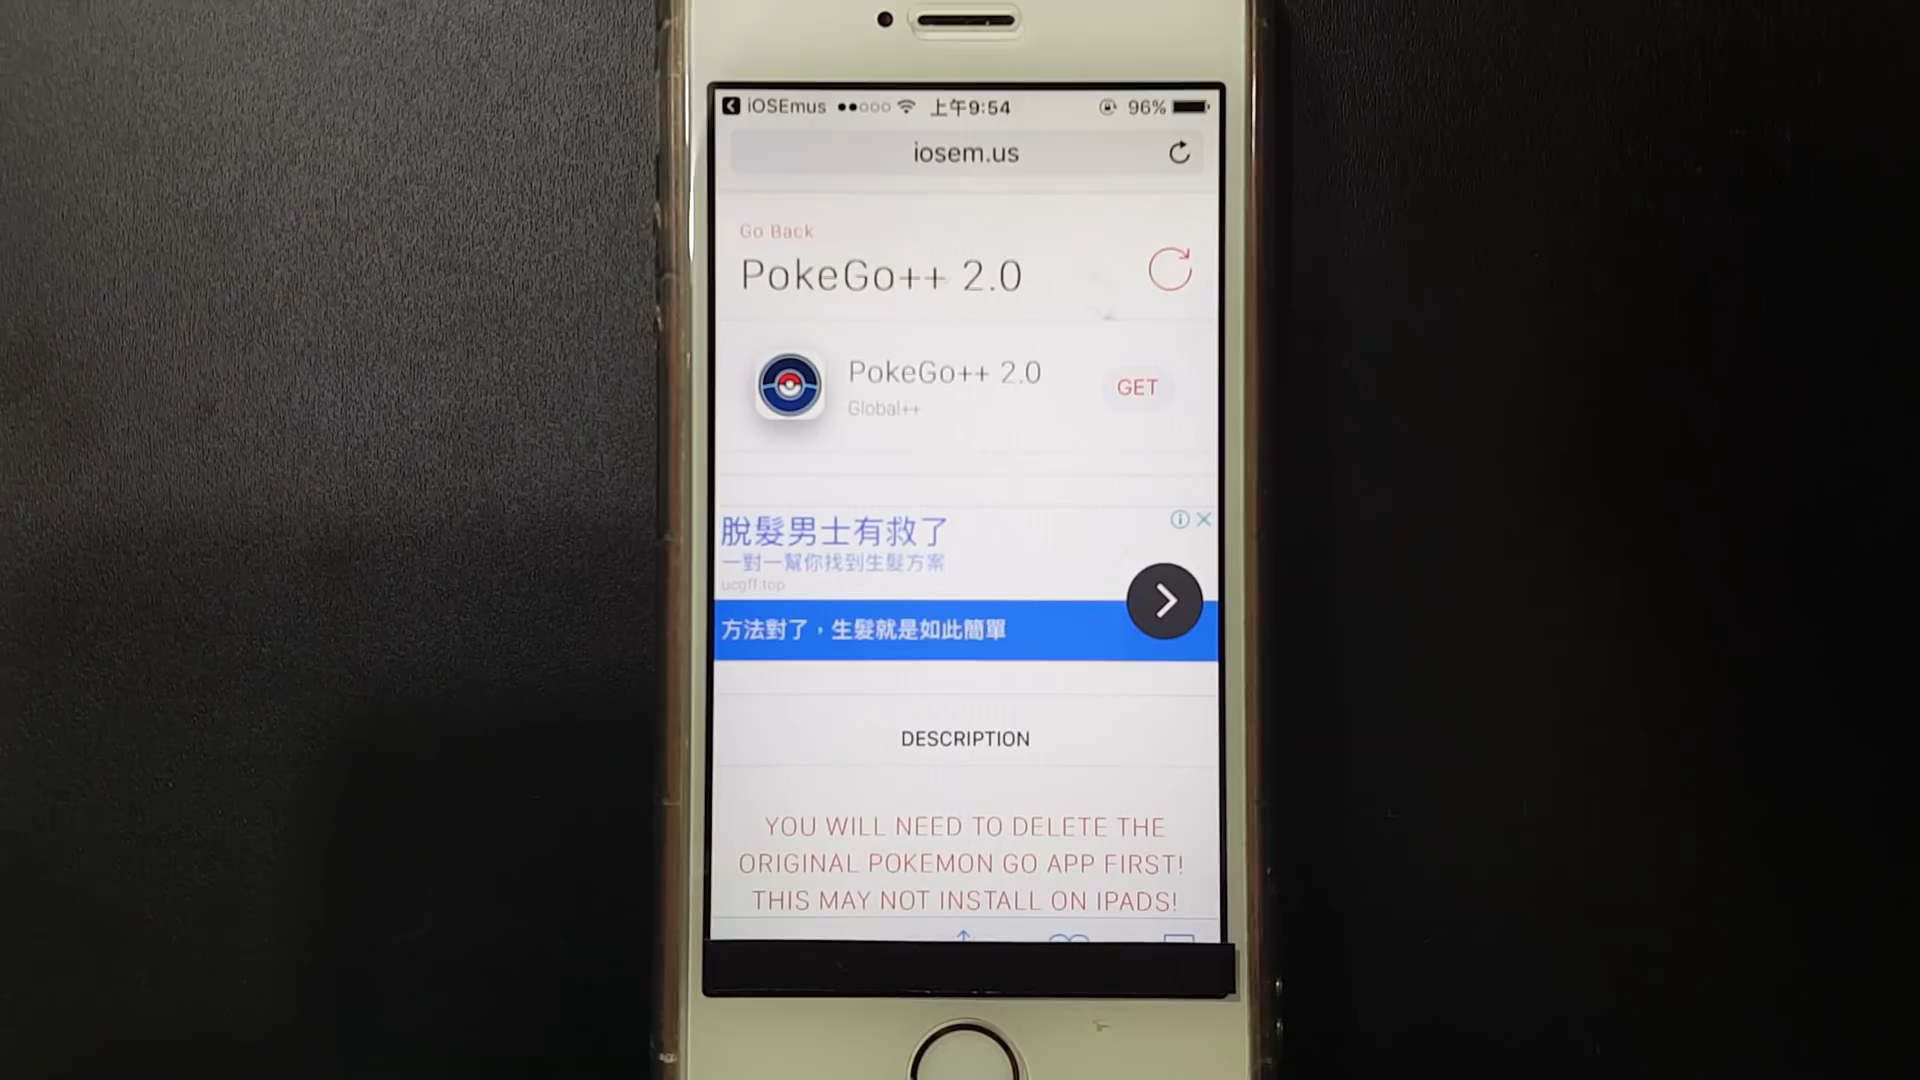 iOSEmus 上午9:54 96%
iosem.us
Go Back
PokeGo++ 2.0
PokeGo++ 2.0
Global++
GET
脫髮男士有救了
一對一幫你找到生髮方案
ucgff.top
方法對了，生髮就是如此簡單
DESCRIPTION
YOU WILL NEED TO DELETE THE
ORIGINAL POKEMON GO APP FIRST!
THIS MAY NOT INSTALL ON IPADS!